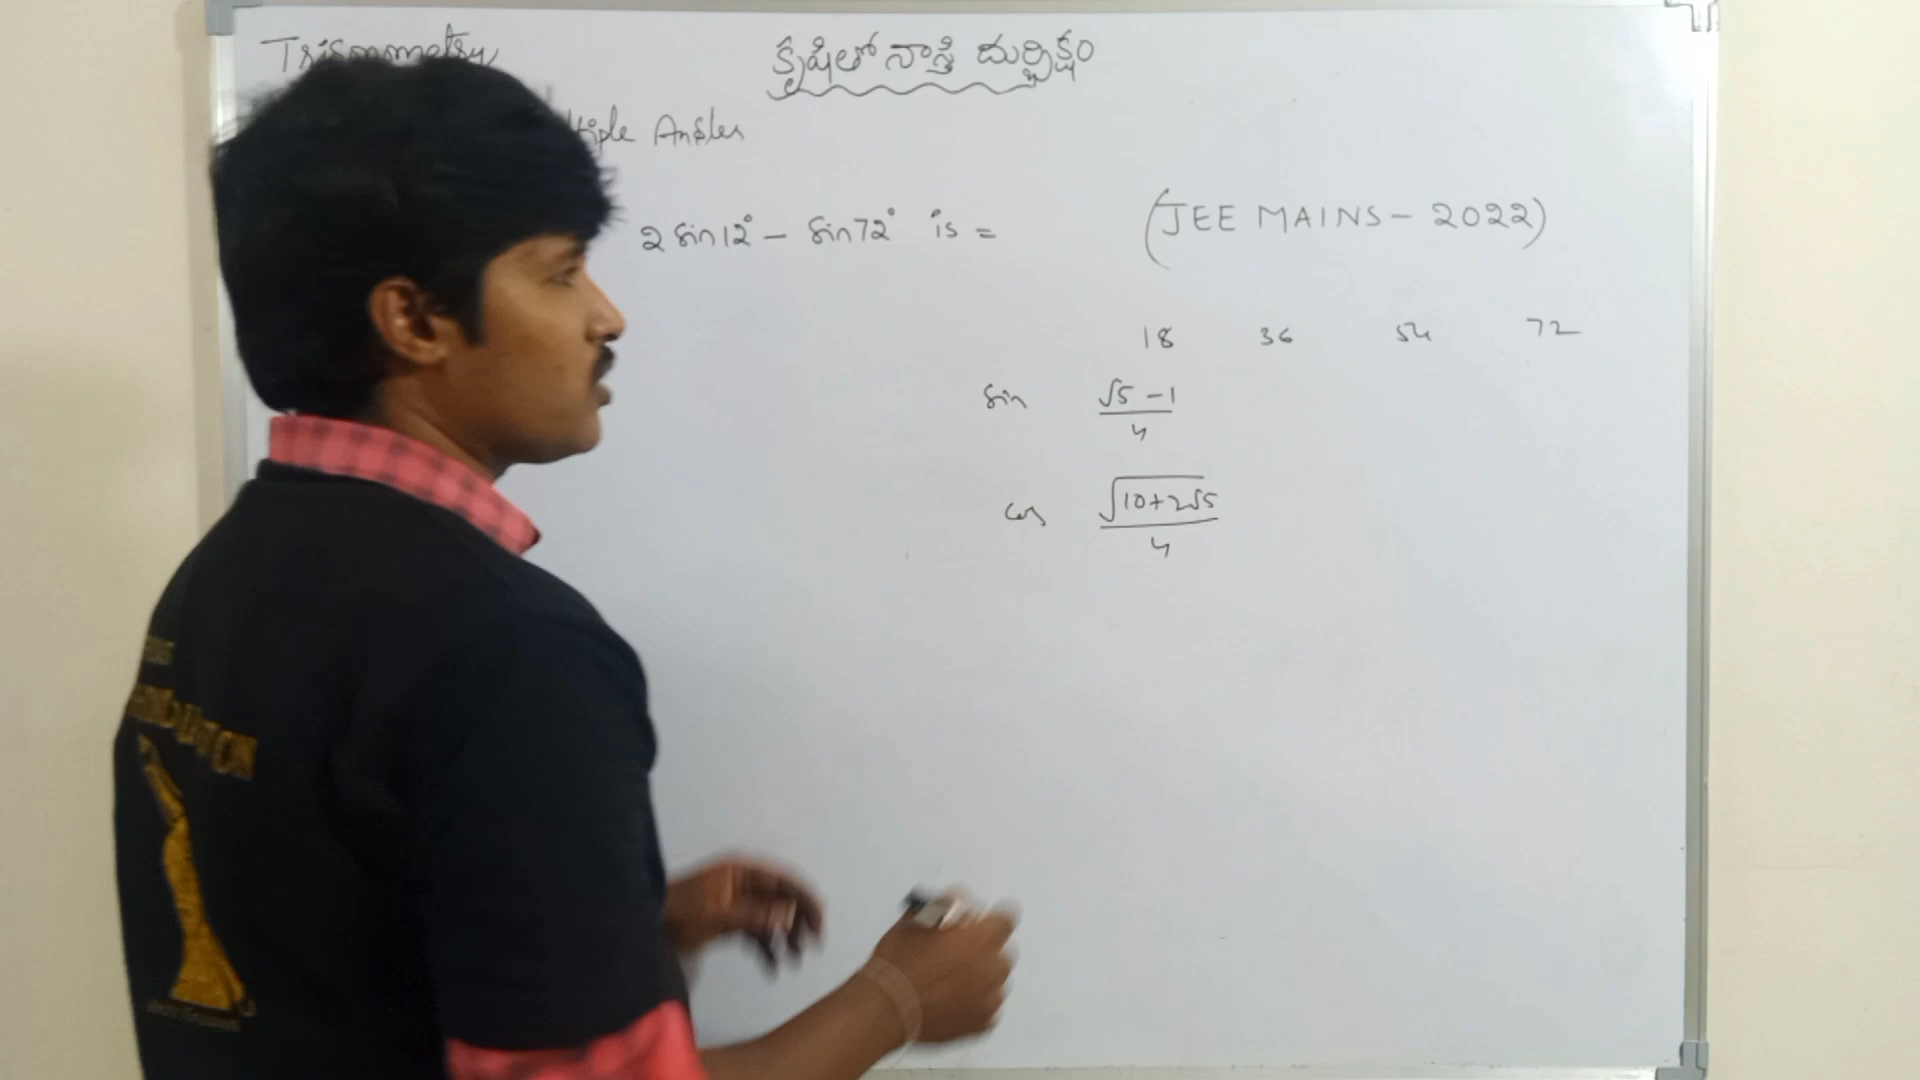 Trigonometry
కృషితో నాస్తి దుర్భిక్షం
Angles
2 sin12° - sin72° is =
(JEE MAINS - 2022)
18 36 54 72
sin (√5 - 1)/4
cos √(10+2√5)/4